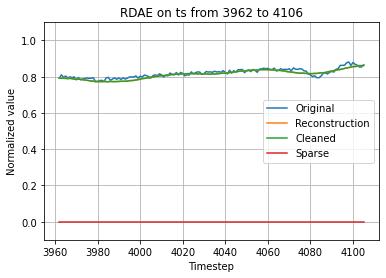 RDAE on ts from 3962 to 4106
Normalized value
1.0
0.8
0.6
0.4
0.2
0.0
Original
Reconstruction
Cleaned
Sparse
3960 3980 4000 4020 4040 4060 4080 4100
Timestep